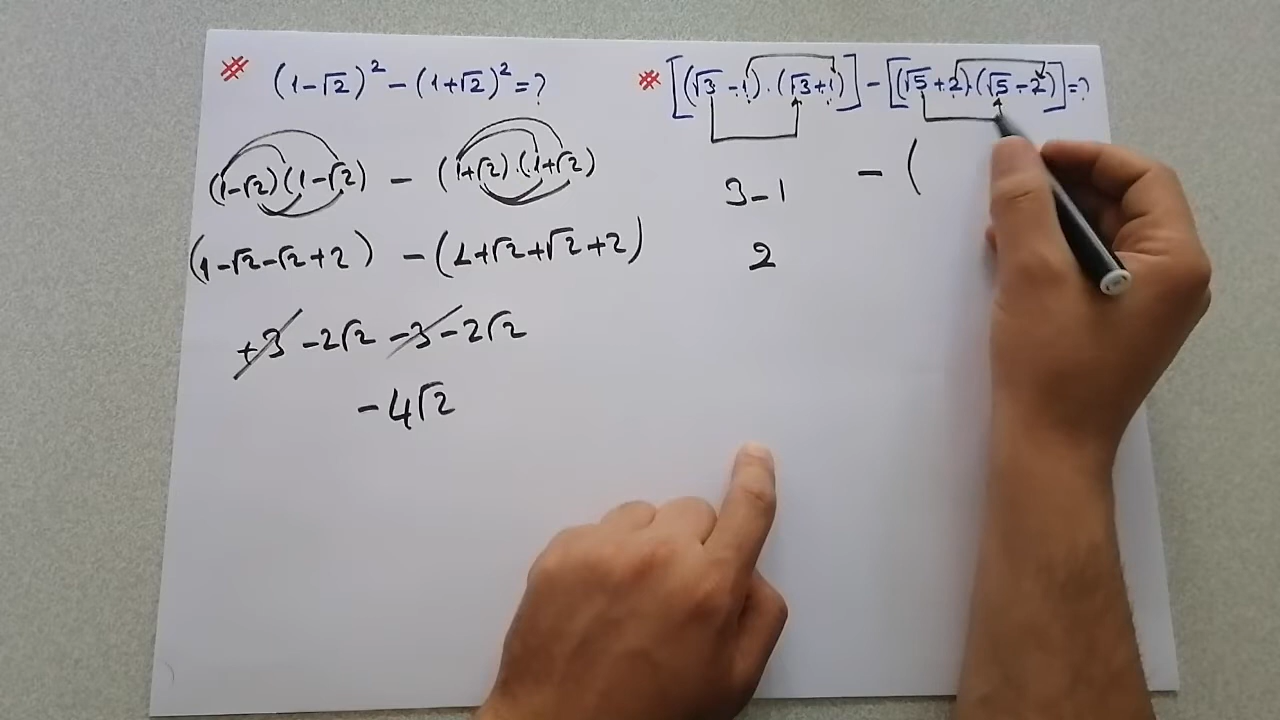 (1-√2)² - (1+√2)² = ?
(1-√2)(1-√2) - (1+√2).(1+√2)
(1-√2-√2+2) - (1+√2+√2+2)
+3 -2√2 -3 -2√2
-4√2
[(√3-1).(√3+1)] - [(√5+2).(√5-2)] = ?
3-1 - (
2